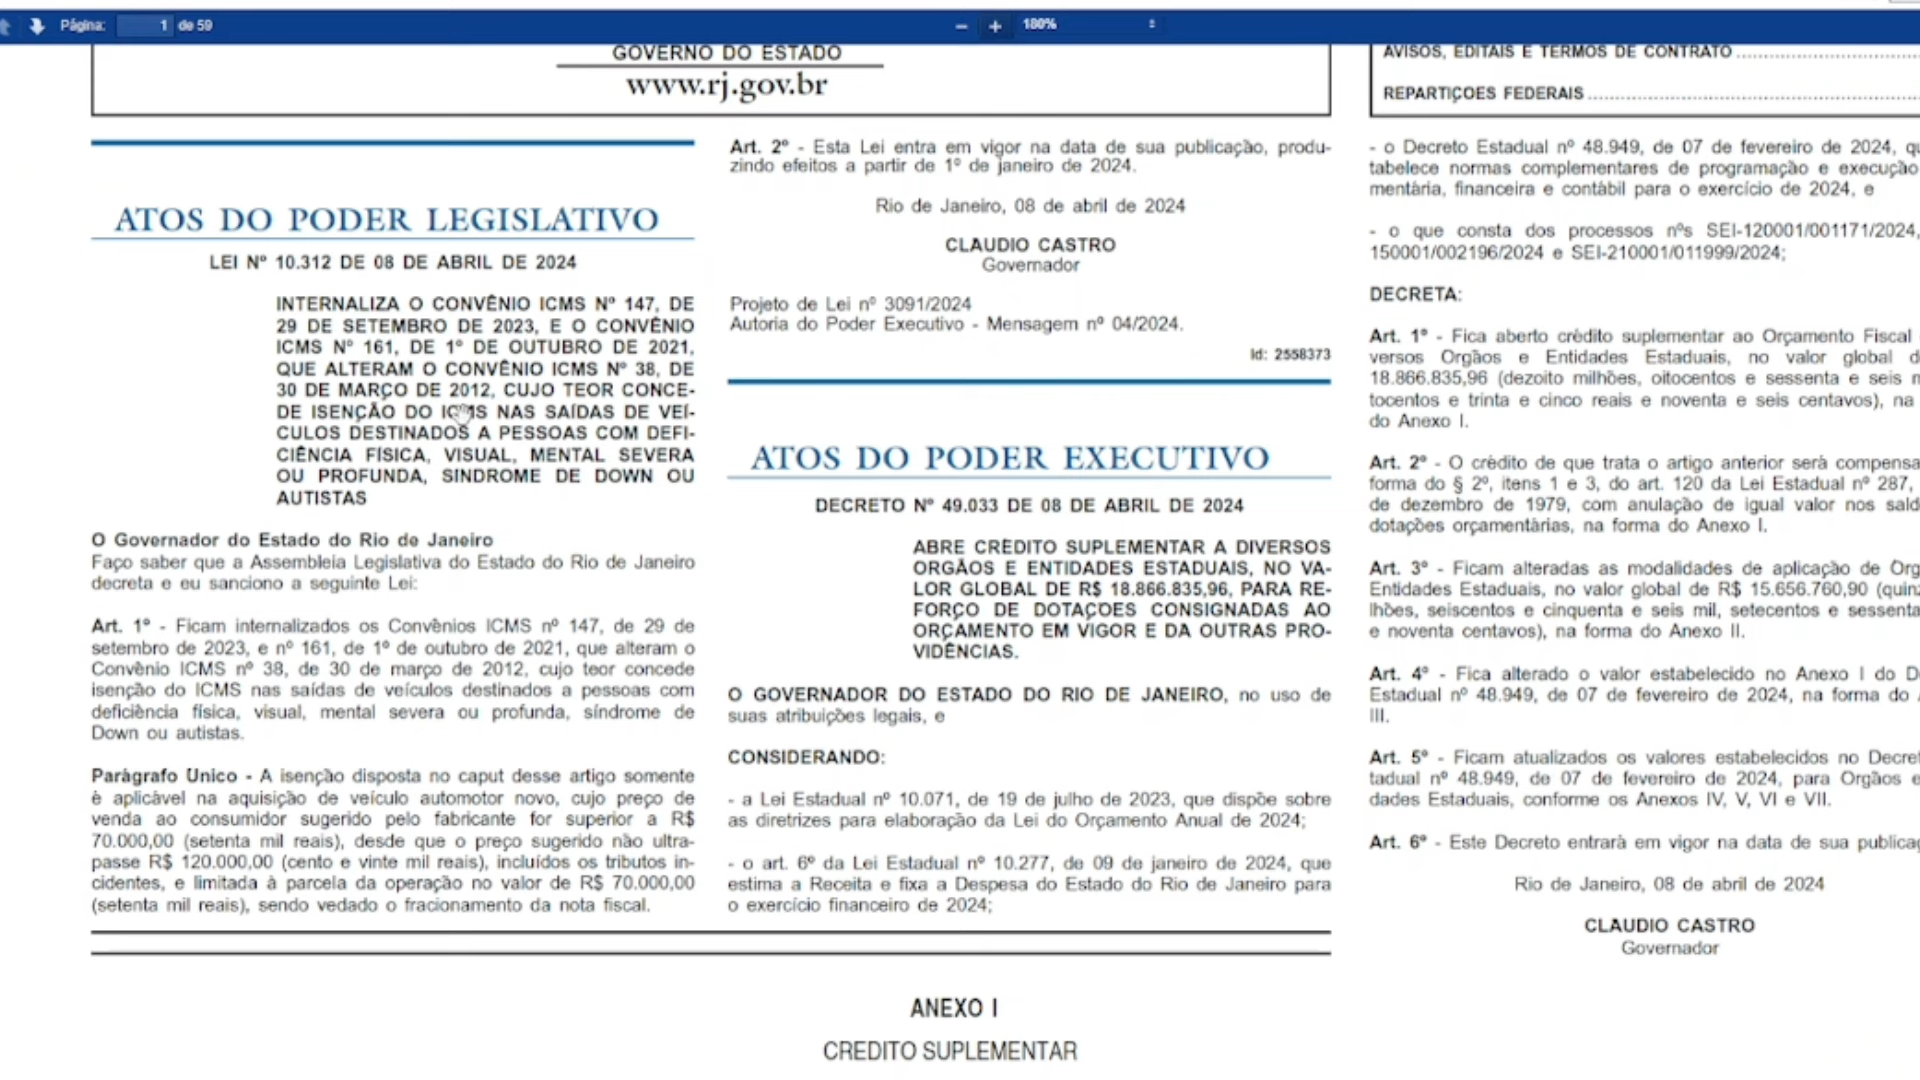 Página: 1 de 59
180%
GOVERNO DO ESTADO
www.rj.gov.br
ATOS DO PODER LEGISLATIVO
LEI Nº 10.312 DE 08 DE ABRIL DE 2024
INTERNALIZA O CONVÊNIO ICMS Nº 147, DE
29 DE SETEMBRO DE 2023, E O CONVÊNIO
ICMS Nº 161, DE 1º DE OUTUBRO DE 2021,
QUE ALTERAM O CONVÊNIO ICMS Nº 38, DE
30 DE MARÇO DE 2012, CUJO TEOR CONCE-
DE ISENÇÃO DO ICMS NAS SAÍDAS DE VEÍ-
CULOS DESTINADOS A PESSOAS COM DEFI-
CIÊNCIA FÍSICA, VISUAL, MENTAL SEVERA
OU PROFUNDA, SINDROME DE DOWN OU
AUTISTAS
O Governador do Estado do Rio de Janeiro
Faço saber que a Assembleia Legislativa do Estado do Rio de Janeiro
decreta e eu sanciono a seguinte Lei:
Art. 1º - Ficam internalizados os Convênios ICMS nº 147, de 29 de
setembro de 2023, e nº 161, de 1º de outubro de 2021, que alteram o
Convênio ICMS nº 38, de 30 de março de 2012, cujo teor concede
isenção do ICMS nas saídas de veículos destinados a pessoas com
deficiência física, visual, mental severa ou profunda, síndrome de
Down ou autistas.
Parágrafo Único - A isenção disposta no caput desse artigo somente
é aplicável na aquisição de veículo automotor novo, cujo preço de
venda ao consumidor sugerido pelo fabricante for superior a R$
70.000,00 (setenta mil reais), desde que o preço sugerido não ultra-
passe R$ 120.000,00 (cento e vinte mil reais), incluídos os tributos in-
cidentes, e limitada à parcela da operação no valor de R$ 70.000,00
(setenta mil reais), sendo vedado o fracionamento da nota fiscal.
Art. 2º - Esta Lei entra em vigor na data de sua publicação, produ-
zindo efeitos a partir de 1º de janeiro de 2024.
Rio de Janeiro, 08 de abril de 2024
CLAUDIO CASTRO
Governador
Projeto de Lei nº 3091/2024
Autoria do Poder Executivo - Mensagem nº 04/2024.
Id: 2558373
ATOS DO PODER EXECUTIVO
DECRETO Nº 49.033 DE 08 DE ABRIL DE 2024
ABRE CRÉDITO SUPLEMENTAR A DIVERSOS
ORGÃOS E ENTIDADES ESTADUAIS, NO VA-
LOR GLOBAL DE R$ 18.866.835,96, PARA RE-
FORÇO DE DOTAÇÕES CONSIGNADAS AO
ORÇAMENTO EM VIGOR E DA OUTRAS PRO-
VIDÊNCIAS.
O GOVERNADOR DO ESTADO DO RIO DE JANEIRO, no uso de
suas atribuições legais, e
CONSIDERANDO:
- a Lei Estadual nº 10.071, de 19 de julho de 2023, que dispõe sobre
as diretrizes para elaboração da Lei do Orçamento Anual de 2024;
- o art. 6º da Lei Estadual nº 10.277, de 09 de janeiro de 2024, que
estima a Receita e fixa a Despesa do Estado do Rio de Janeiro para
o exercício financeiro de 2024;
AVISOS, EDITAIS E TERMOS DE CONTRATO
REPARTIÇÕES FEDERAIS
- o Decreto Estadual nº 48.949, de 07 de fevereiro de 2024, qu
tabelece normas complementares de programação e execução
mentária, financeira e contábil para o exercício de 2024, e
- o que consta dos processos nºs SEI-120001/001171/2024,
150001/002196/2024 e SEI-210001/011999/2024;
DECRETA:
Art. 1º - Fica aberto crédito suplementar ao Orçamento Fiscal
versos Orgãos e Entidades Estaduais, no valor global d
18.866.835,96 (dezoito milhões, oitocentos e sessenta e seis m
tocentos e trinta e cinco reais e noventa e seis centavos), na
do Anexo I.
Art. 2º - O crédito de que trata o artigo anterior será compensa
forma do § 2º, itens 1 e 3, do art. 120 da Lei Estadual nº 287,
de dezembro de 1979, com anulação de igual valor nos sald
dotações orçamentárias, na forma do Anexo I.
Art. 3º - Ficam alteradas as modalidades de aplicação de Org
Entidades Estaduais, no valor global de R$ 15.656.760,90 (quinz
lhões, seiscentos e cinquenta e seis mil, setecentos e sessenta
e noventa centavos), na forma do Anexo II.
Art. 4º - Fica alterado o valor estabelecido no Anexo I do D
Estadual nº 48.949, de 07 de fevereiro de 2024, na forma do
III.
Art. 5º - Ficam atualizados os valores estabelecidos no Decret
tadual nº 48.949, de 07 de fevereiro de 2024, para Orgãos e
dades Estaduais, conforme os Anexos IV, V, VI e VII.
Art. 6º - Este Decreto entrará em vigor na data de sua publicaç
Rio de Janeiro, 08 de abril de 2024
CLAUDIO CASTRO
Governador
ANEXO I
CREDITO SUPLEMENTAR